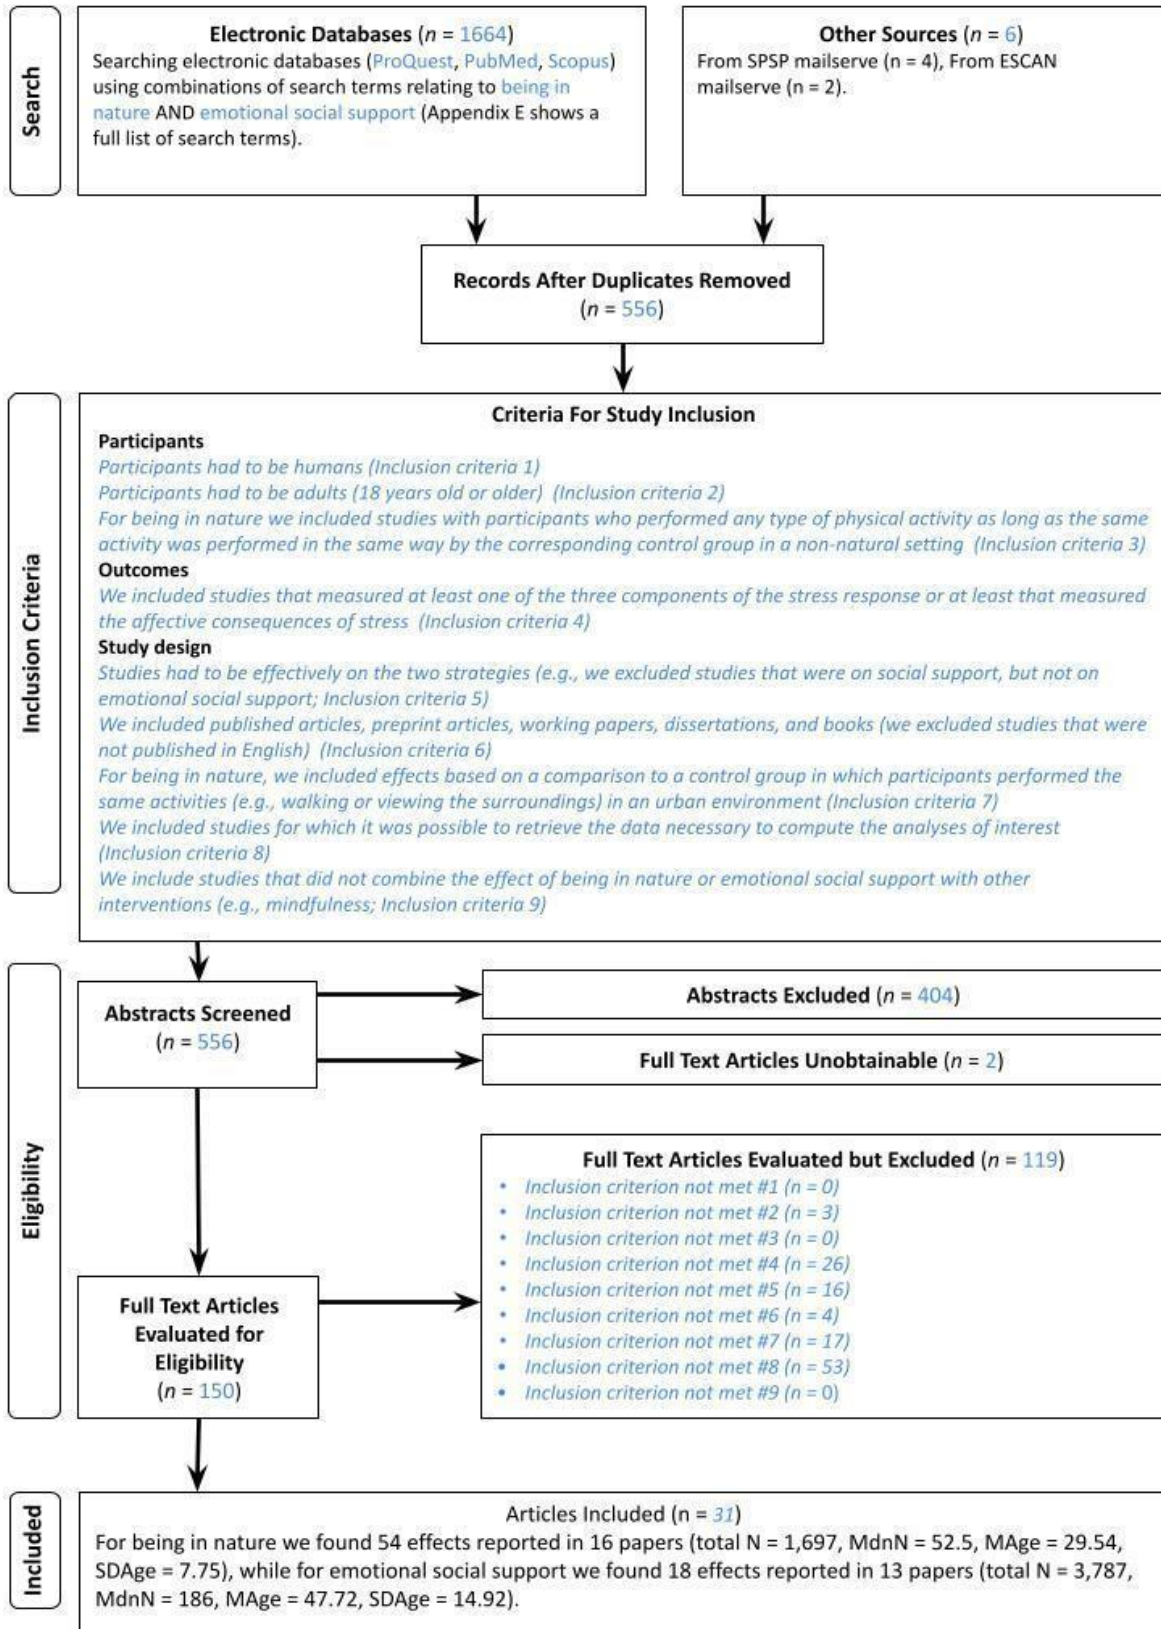 Search
Electronic Databases (n = 1664)
Searching electronic databases (ProQuest, PubMed, Scopus)
using combinations of search terms relating to being in
nature AND emotional social support (Appendix E shows a
full list of search terms).
Other Sources (n = 6)
From SPSP mailserve (n = 4), From ESCAN
mailserve (n = 2).
Records After Duplicates Removed
(n = 556)
Inclusion Criteria
Criteria For Study Inclusion
Participants
Participants had to be humans (Inclusion criteria 1)
Participants had to be adults (18 years old or older) (Inclusion criteria 2)
For being in nature we included studies with participants who performed any type of physical activity as long as the same
activity was performed in the same way by the corresponding control group in a non-natural setting (Inclusion criteria 3)
Outcomes
We included studies that measured at least one of the three components of the stress response or at least that measured
the affective consequences of stress (Inclusion criteria 4)
Study design
Studies had to be effectively on the two strategies (e.g., we excluded studies that were on social support, but not on
emotional social support; Inclusion criteria 5)
We included published articles, preprint articles, working papers, dissertations, and books (we excluded studies that were
not published in English) (Inclusion criteria 6)
For being in nature, we included effects based on a comparison to a control group in which participants performed the
same activities (e.g., walking or viewing the surroundings) in an urban environment (Inclusion criteria 7)
We included studies for which it was possible to retrieve the data necessary to compute the analyses of interest
(Inclusion criteria 8)
We include studies that did not combine the effect of being in nature or emotional social support with other
interventions (e.g., mindfulness; Inclusion criteria 9)
Eligibility
Abstracts Screened
(n = 556)
Abstracts Excluded (n = 404)
Full Text Articles Unobtainable (n = 2)
Full Text Articles
Evaluated for
Eligibility
(n = 150)
Full Text Articles Evaluated but Excluded (n = 119)
• Inclusion criterion not met #1 (n = 0)
• Inclusion criterion not met #2 (n = 3)
• Inclusion criterion not met #3 (n = 0)
• Inclusion criterion not met #4 (n = 26)
• Inclusion criterion not met #5 (n = 16)
• Inclusion criterion not met #6 (n = 4)
• Inclusion criterion not met #7 (n = 17)
• Inclusion criterion not met #8 (n = 53)
• Inclusion criterion not met #9 (n = 0)
Included
Articles Included (n = 31)
For being in nature we found 54 effects reported in 16 papers (total N = 1,697, MdnN = 52.5, MAge = 29.54,
SDAge = 7.75), while for emotional social support we found 18 effects reported in 13 papers (total N = 3,787,
MdnN = 186, MAge = 47.72, SDAge = 14.92).